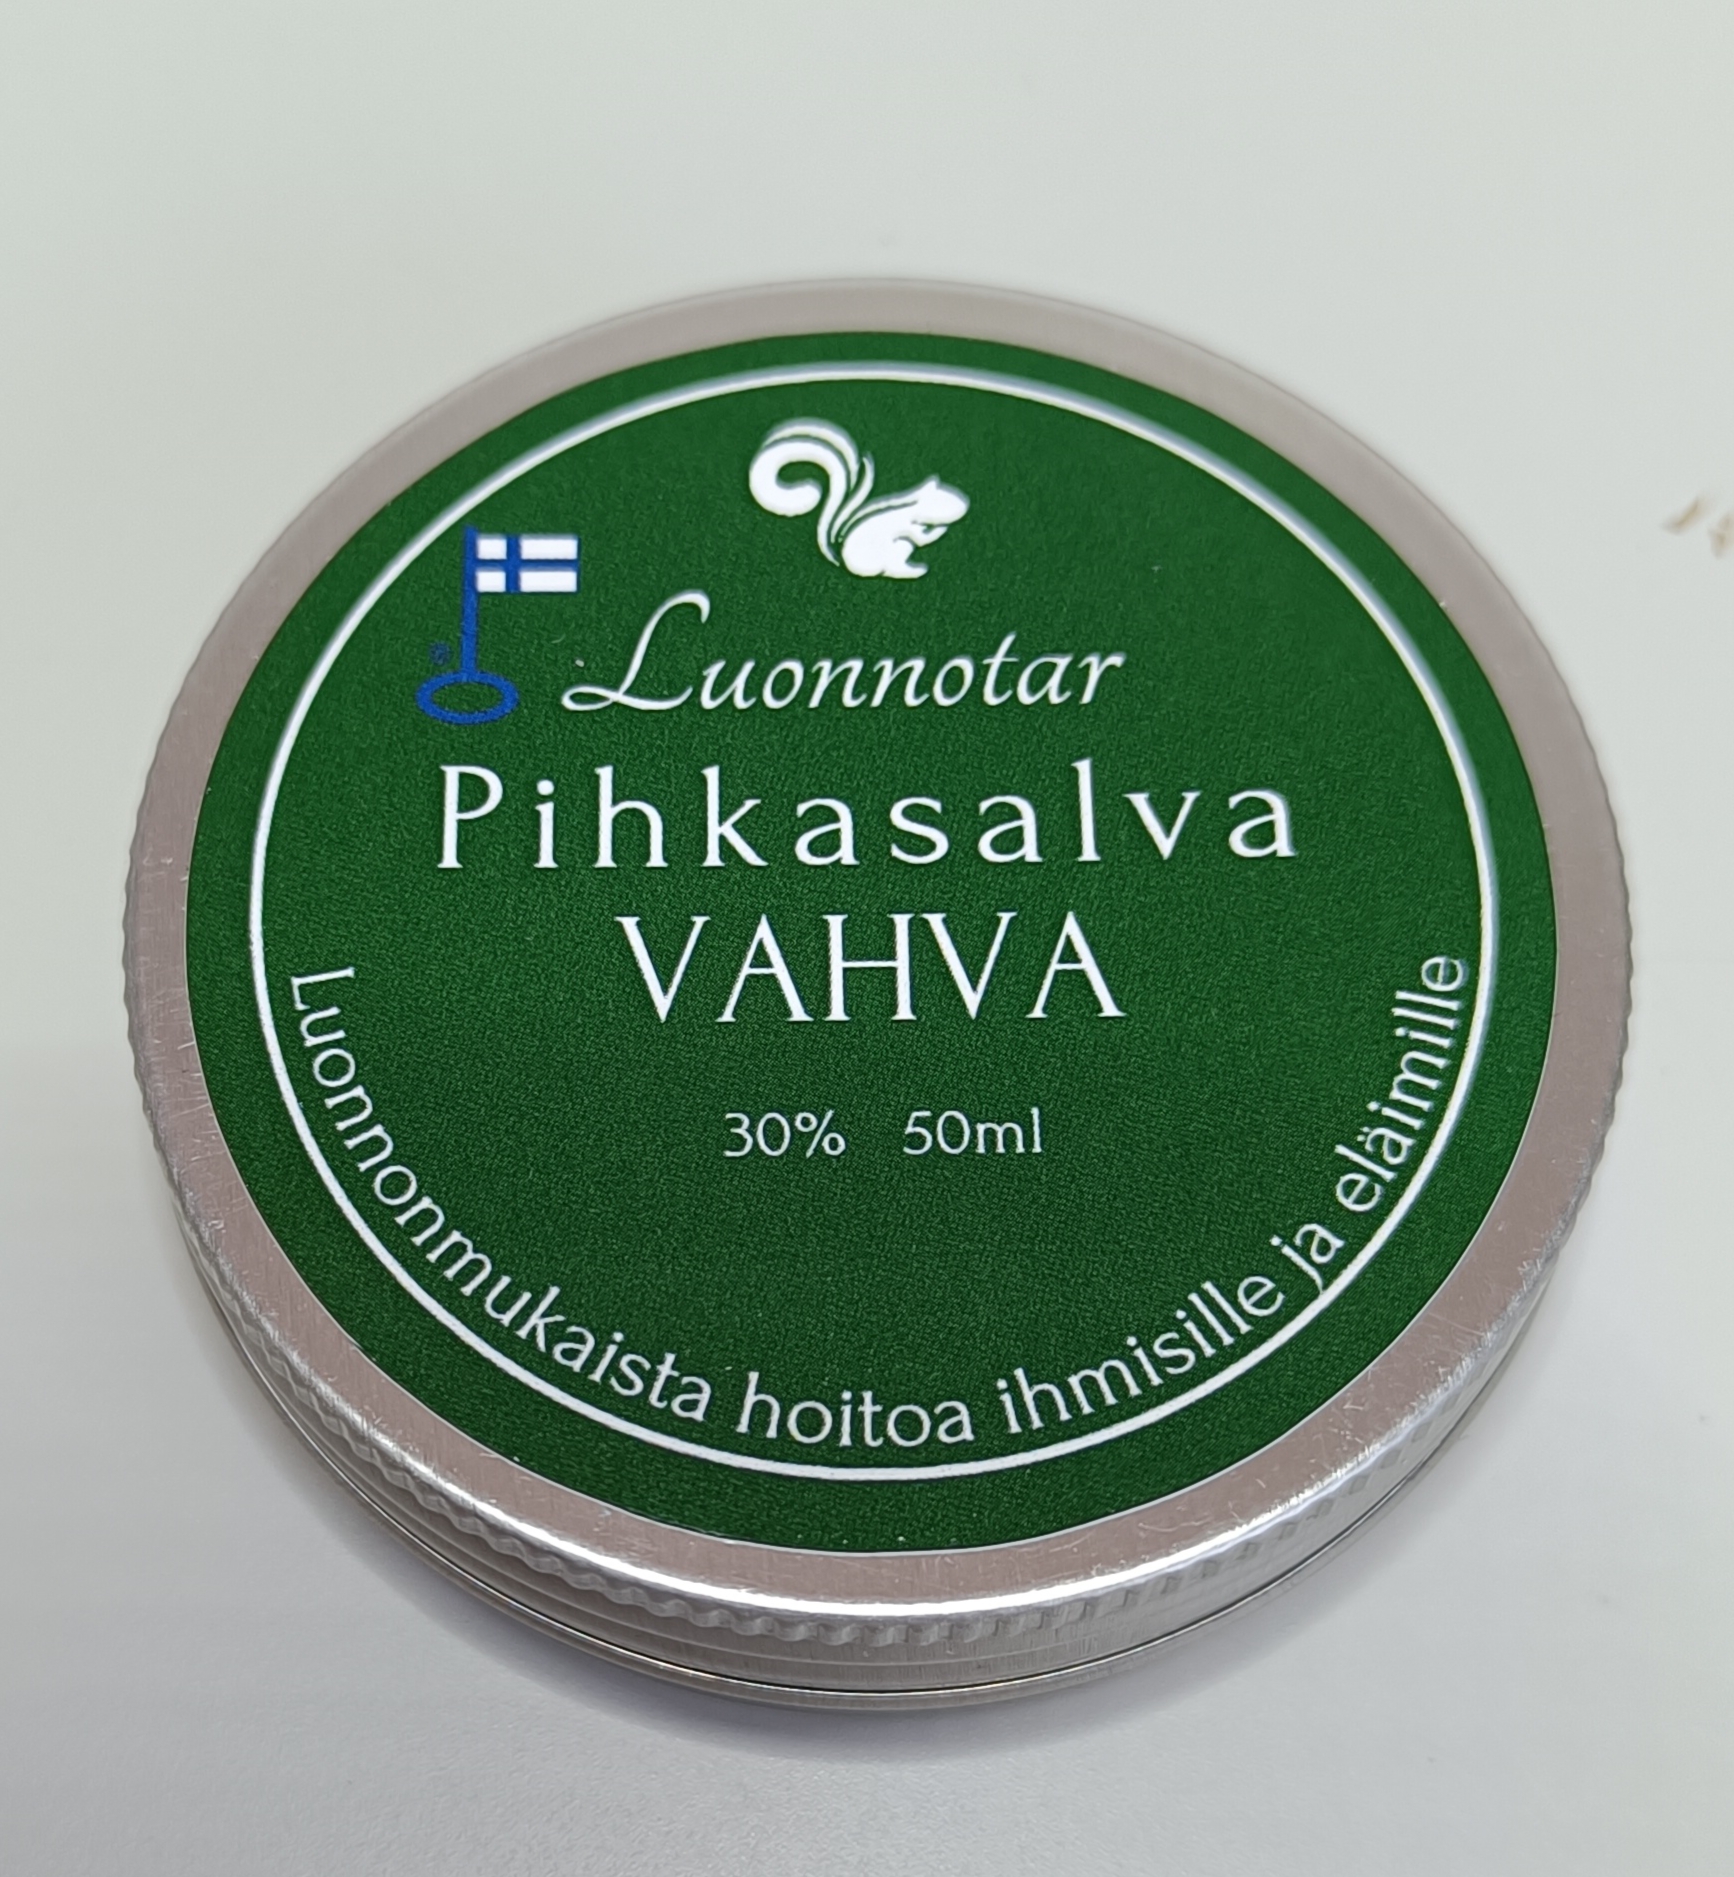 Luonnotar
Pihkasalva
VAHVA
30% 50ml
Luonnonmukaista hoitoa ihmisille ja eläimille